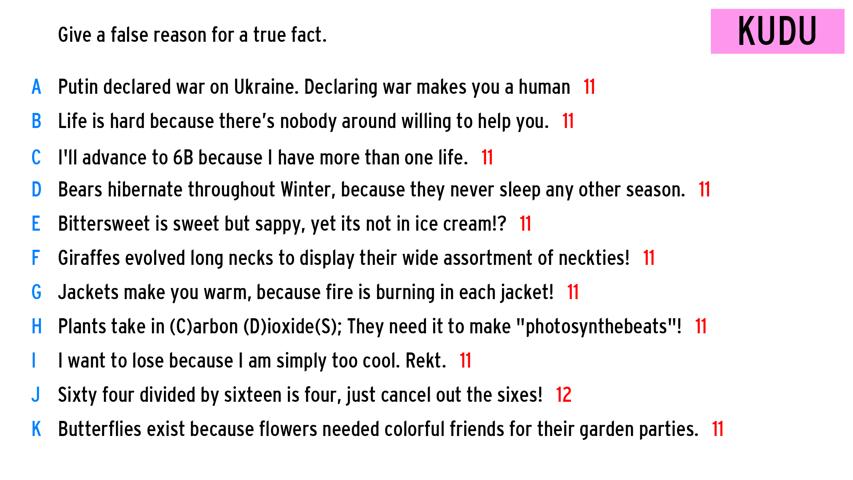 Give a false reason for a true fact.
KUDU
A Putin declared war on Ukraine. Declaring war makes you a human 11
B Life is hard because there's nobody around willing to help you. 11
C I'll advance to 6B because I have more than one life. 11
D Bears hibernate throughout Winter, because they never sleep any other season. 11
E Bittersweet is sweet but sappy, yet its not in ice cream!? 11
F Giraffes evolved long necks to display their wide assortment of neckties! 11
G Jackets make you warm, because fire is burning in each jacket! 11
H Plants take in (C)arbon (D)ioxide(S); They need it to make "photosynthebeats"! 11
I I want to lose because I am simply too cool. Rekt. 11
J Sixty four divided by sixteen is four, just cancel out the sixes! 12
K Butterflies exist because flowers needed colorful friends for their garden parties. 11